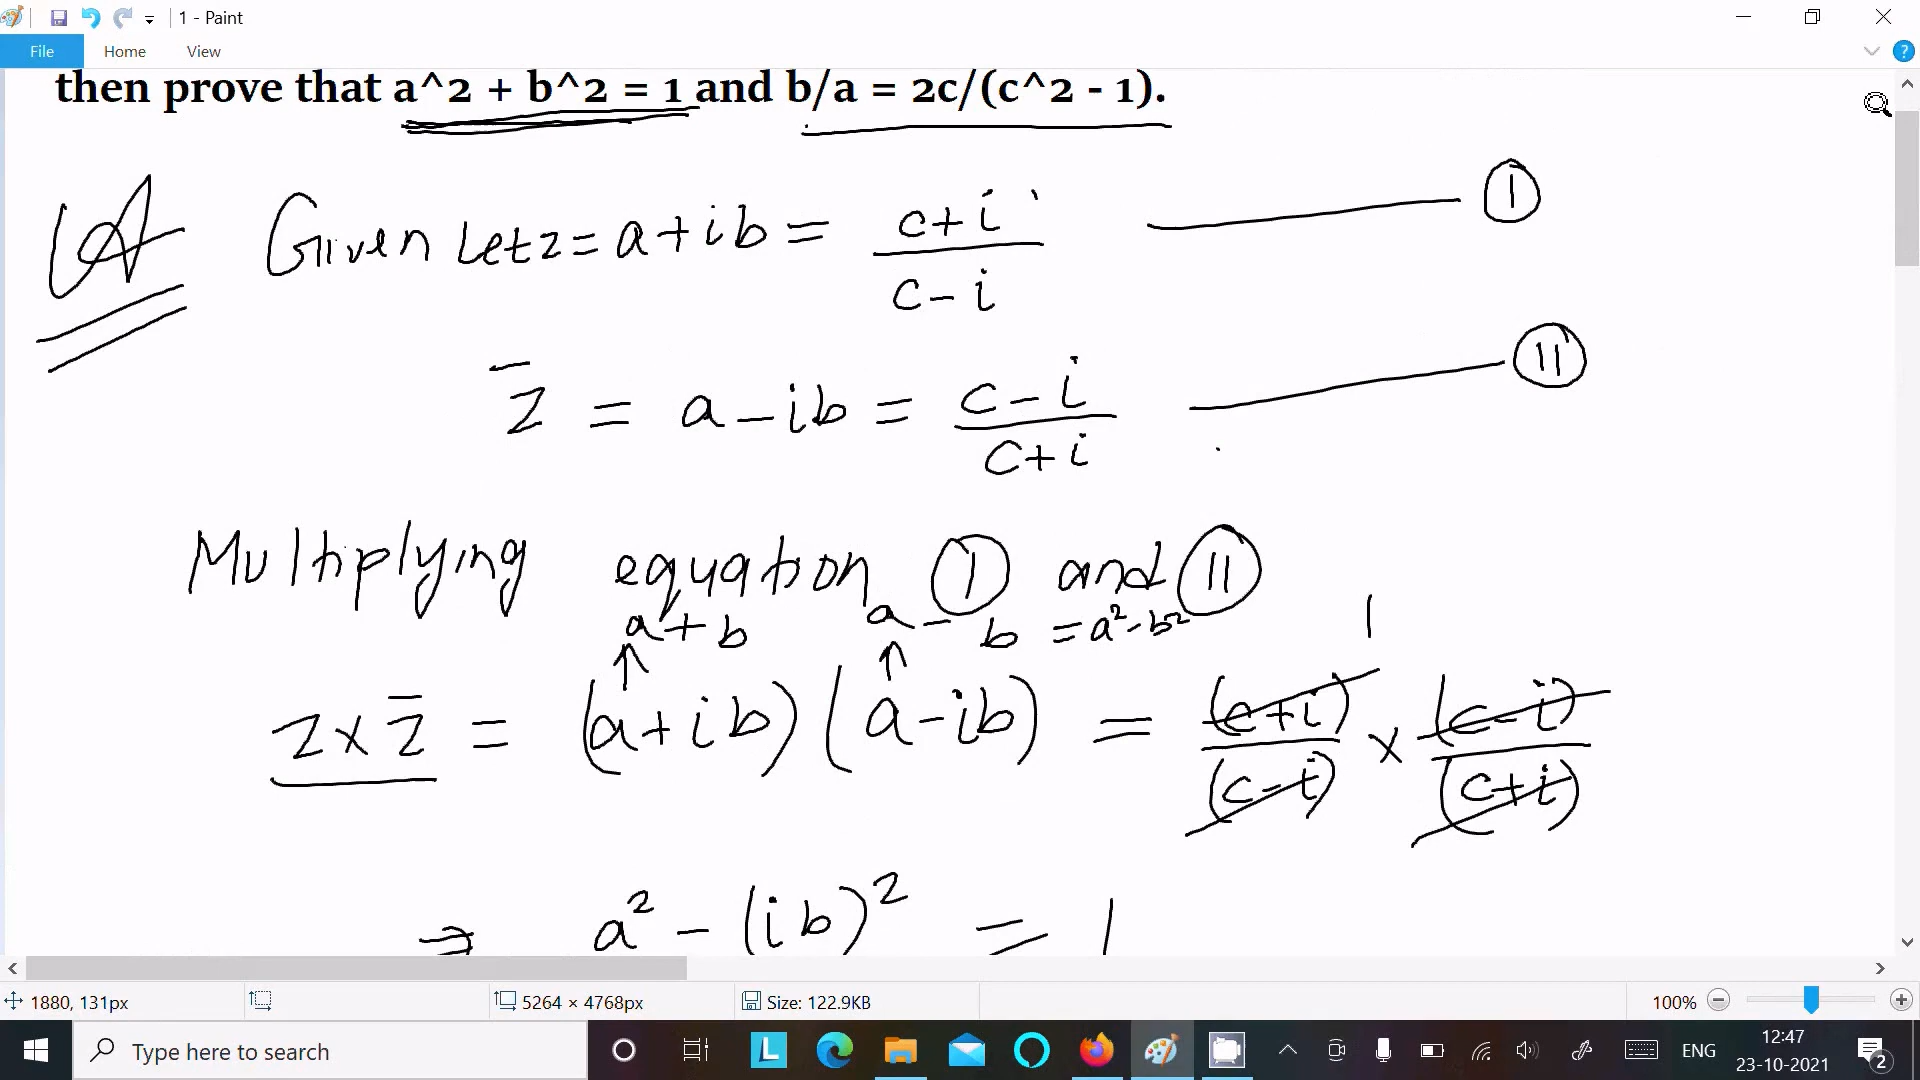 1 - Paint
File Home View
then prove that a^2 + b^2 = 1 and b/a = 2c/(c^2 - 1).
Given Let z = a+ib = (c+i)/(c-i) I
z̅ = a-ib = (c-i)/(c+i) II
Multiplying equation I and II
a+b a-b = a²-b²
1
z × z̅ = (a+ib)(a-ib) = (c+i)/(c-i) × (c-i)/(c+i)
⇒ a² - (ib)² = 1
1880, 131px 5264 × 4768px Size: 122.9KB 100%
Type here to search
L
ENG
12:47
23-10-2021
2